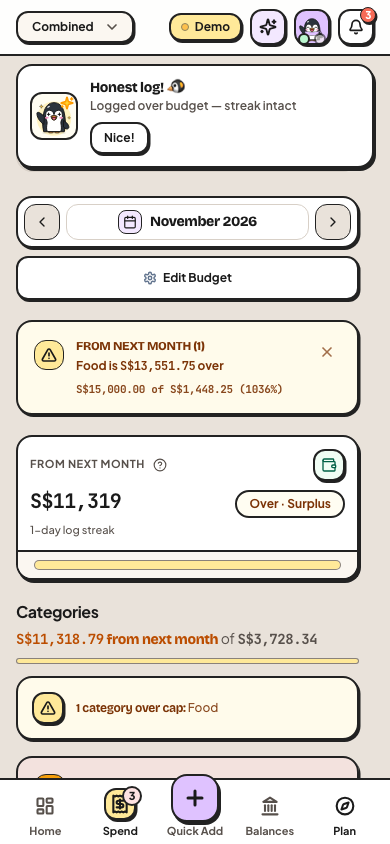 Combined
Demo
3
Honest log!
Logged over budget — streak intact
Nice!
November 2026
Edit Budget
FROM NEXT MONTH (1)
Food is S$13,551.75 over
S$15,000.00 of S$1,448.25 (1036%)
FROM NEXT MONTH
S$11,319
Over · Surplus
1-day log streak
Categories
S$11,318.79 from next month of S$3,728.34
1 category over cap: Food
3
Home
Spend
Quick Add
Balances
Plan